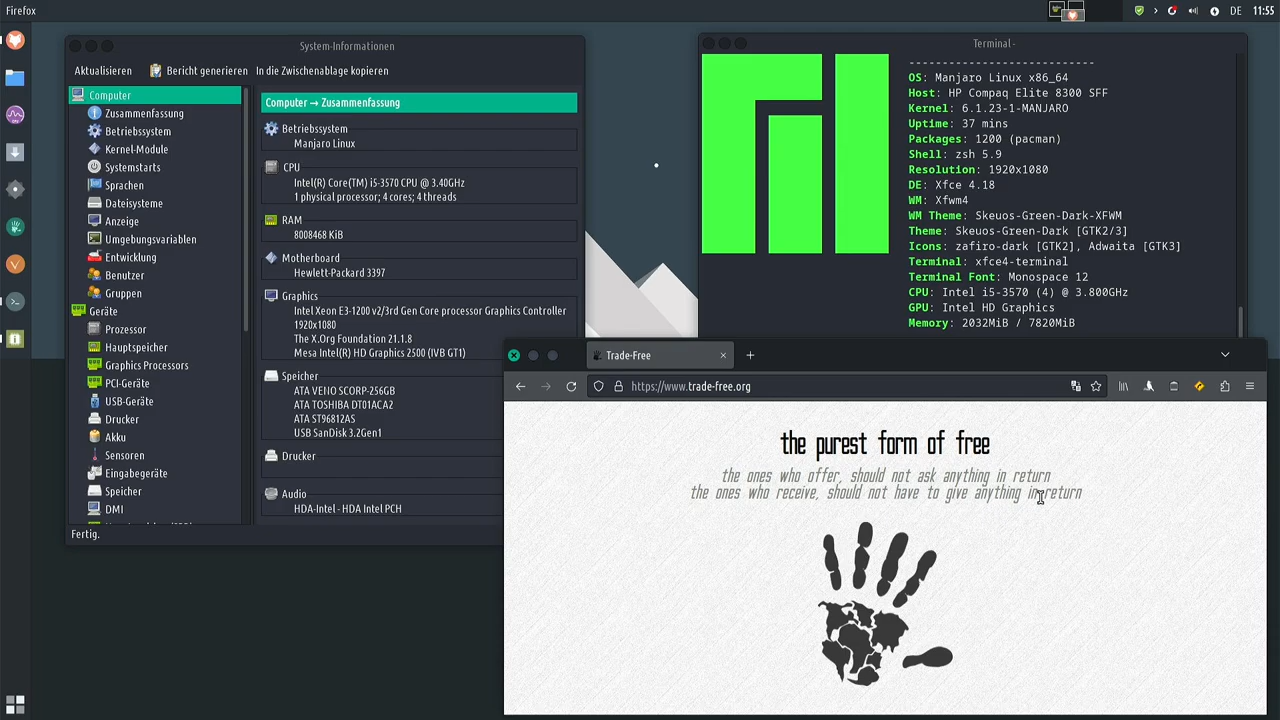 Firefox
DE
11:55
System-Informationen
Aktualisieren
Bericht generieren
In die Zwischenablage kopieren
Computer
Zusammenfassung
Betriebssystem
Kernel-Module
Systemstarts
Sprachen
Dateisysteme
Anzeige
Umgebungsvariablen
Entwicklung
Benutzer
Gruppen
Geräte
Prozessor
Hauptspeicher
Graphics Processors
PCI-Geräte
USB-Geräte
Drucker
Akku
Sensoren
Eingabegeräte
Speicher
DMI
Computer → Zusammenfassung
Betriebssystem
Manjaro Linux
CPU
Intel(R) Core(TM) i5-3570 CPU @ 3.40GHz
1 physical processor; 4 cores; 4 threads
RAM
8008468 KiB
Motherboard
Hewlett-Packard 3397
Graphics
Intel Xeon E3-1200 v2/3rd Gen Core processor Graphics Controller
1920x1080
The X.Org Foundation 21.1.8
Mesa Intel(R) HD Graphics 2500 (IVB GT1)
Speicher
ATA VENO SCORP-256GB
ATA TOSHIBA DT01ACA2
ATA ST96812AS
USB SanDisk 3.2Gen1
Drucker
Audio
HDA-Intel - HDA Intel PCH
Fertig.
Terminal -
----------------------------
OS: Manjaro Linux x86_64
Host: HP Compaq Elite 8300 SFF
Kernel: 6.1.23-1-MANJARO
Uptime: 37 mins
Packages: 1200 (pacman)
Shell: zsh 5.9
Resolution: 1920x1080
DE: Xfce 4.18
WM: Xfwm4
WM Theme: Skeuos-Green-Dark-XFWM
Theme: Skeuos-Green-Dark [GTK2/3]
Icons: zafiro-dark [GTK2], Adwaita [GTK3]
Terminal: xfce4-terminal
Terminal Font: Monospace 12
CPU: Intel i5-3570 (4) @ 3.800GHz
GPU: Intel HD Graphics
Memory: 2032MiB / 7820MiB
Trade-Free
https://www.trade-free.org
the purest form of free
the ones who offer, should not ask anything in return
the ones who receive, should not have to give anything in return